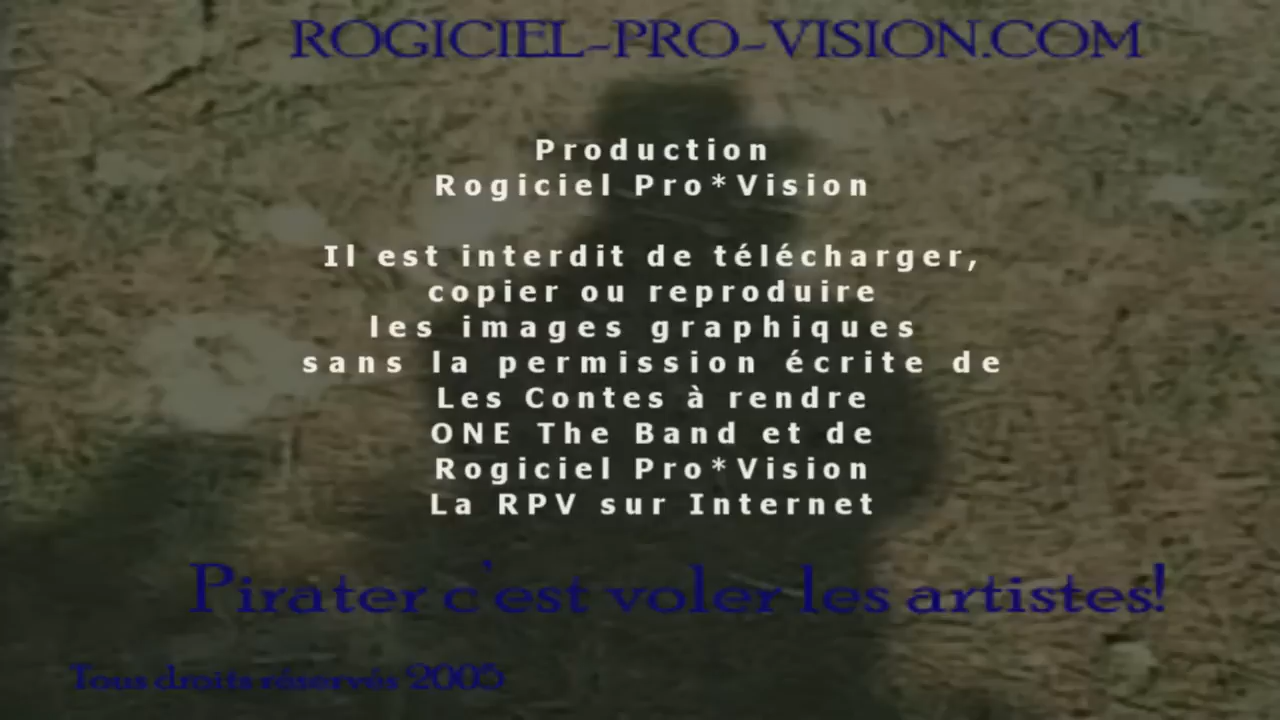 ROGICIEL-PRO-VISION.COM
Production
Rogiciel Pro*Vision
Il est interdit de télécharger,
copier ou reproduire
les images graphiques
sans la permission écrite de
Les Contes à rendre
ONE The Band et de
Rogiciel Pro*Vision
La RPV sur Internet
Pirater c'est voler les artistes!
Tous droits réservés 2005